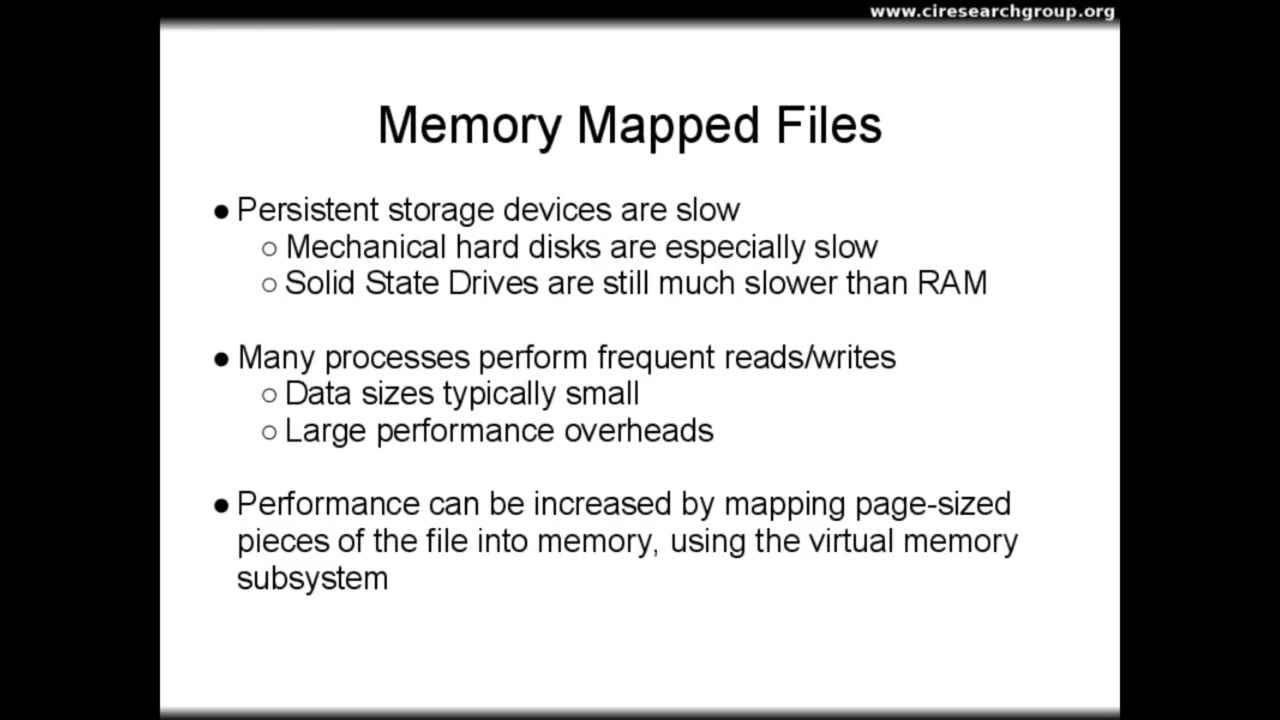 www.ciresearchgroup.org
Memory Mapped Files
● Persistent storage devices are slow
○ Mechanical hard disks are especially slow
○ Solid State Drives are still much slower than RAM
● Many processes perform frequent reads/writes
○ Data sizes typically small
○ Large performance overheads
● Performance can be increased by mapping page-sized
pieces of the file into memory, using the virtual memory
subsystem